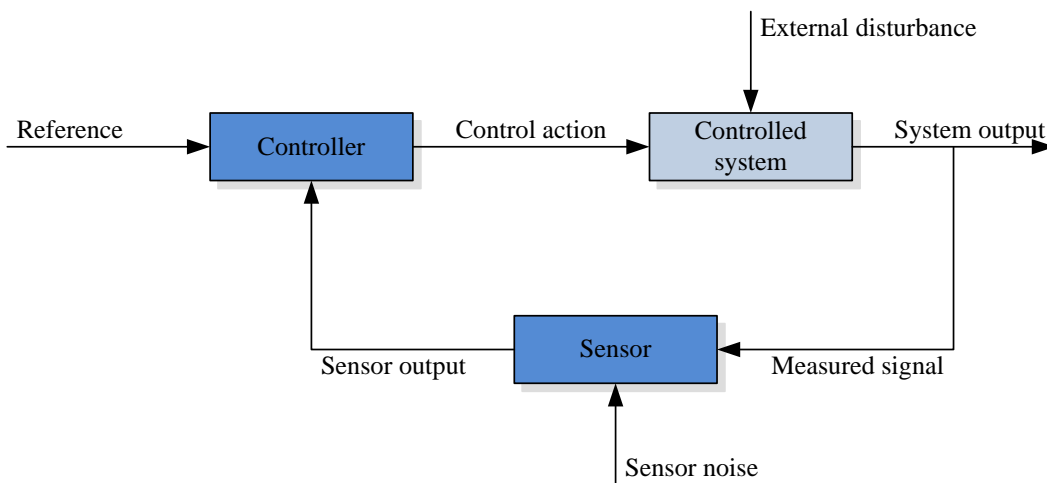 External disturbance
Reference
Controller
Control action
Controlled
system
System output
Sensor output
Sensor
Measured signal
Sensor noise